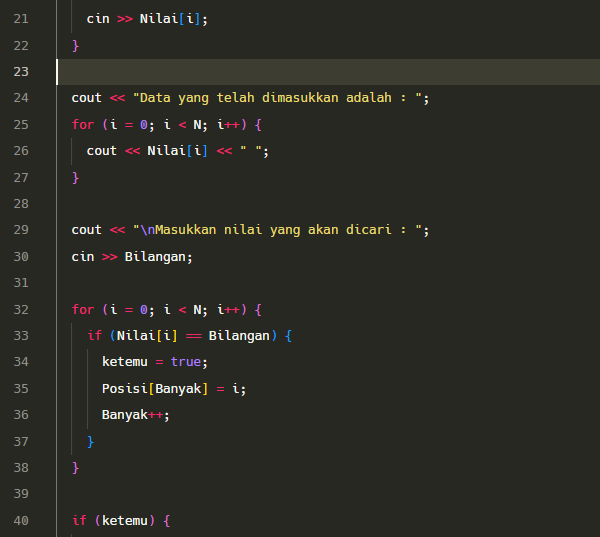 21 cin >> Nilai[i];
22 }
23
24 cout << "Data yang telah dimasukkan adalah : ";
25 for (i = 0; i < N; i++) {
26 cout << Nilai[i] << " ";
27 }
28
29 cout << "\nMasukkan nilai yang akan dicari : ";
30 cin >> Bilangan;
31
32 for (i = 0; i < N; i++) {
33 if (Nilai[i] == Bilangan) {
34 ketemu = true;
35 Posisi[Banyak] = i;
36 Banyak++;
37 }
38 }
39
40 if (ketemu) {